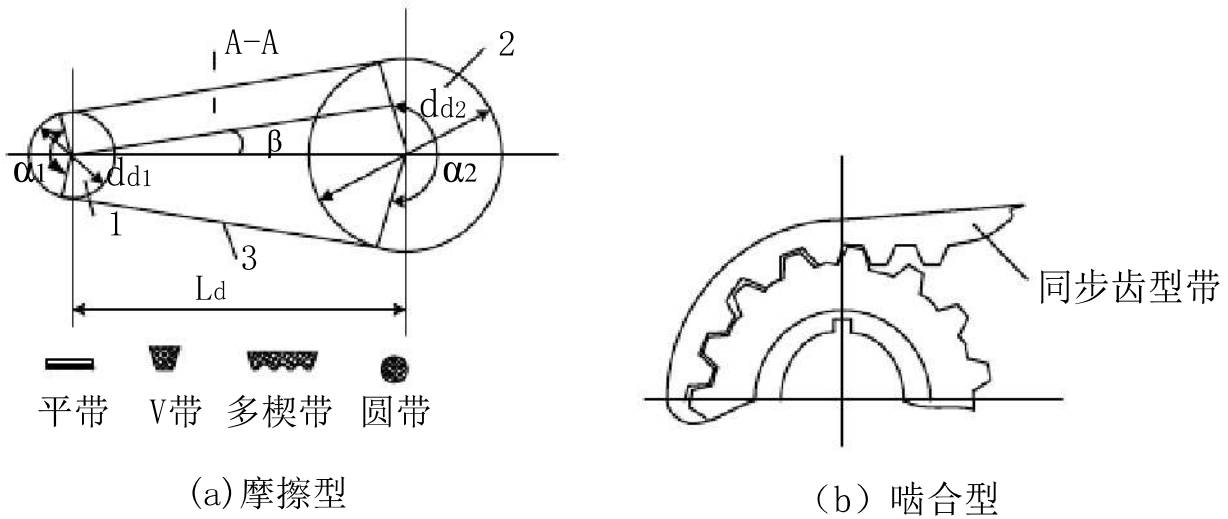 A-A
2
dd2
β
α1
dd1
α2
1
3
Ld
同步齿型带
平带 V带 多楔带 圆带
(a)摩擦型
(b) 啮合型